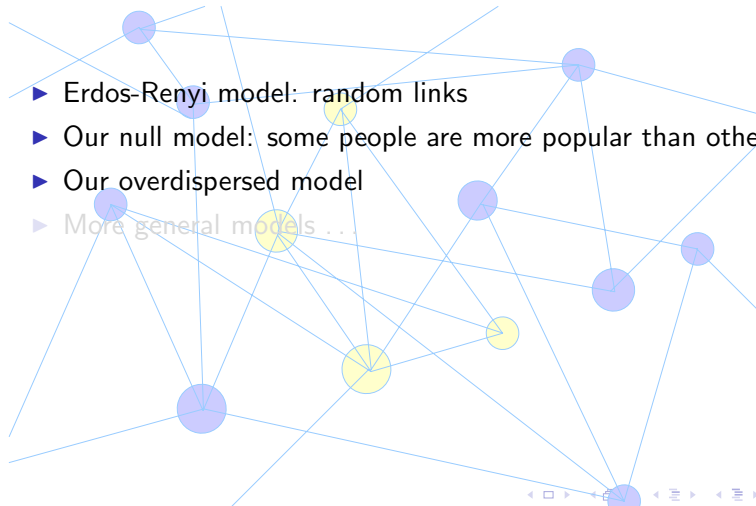 Erdos-Renyi model: random links
Our null model: some people are more popular than othe
Our overdispersed model
More general models ...